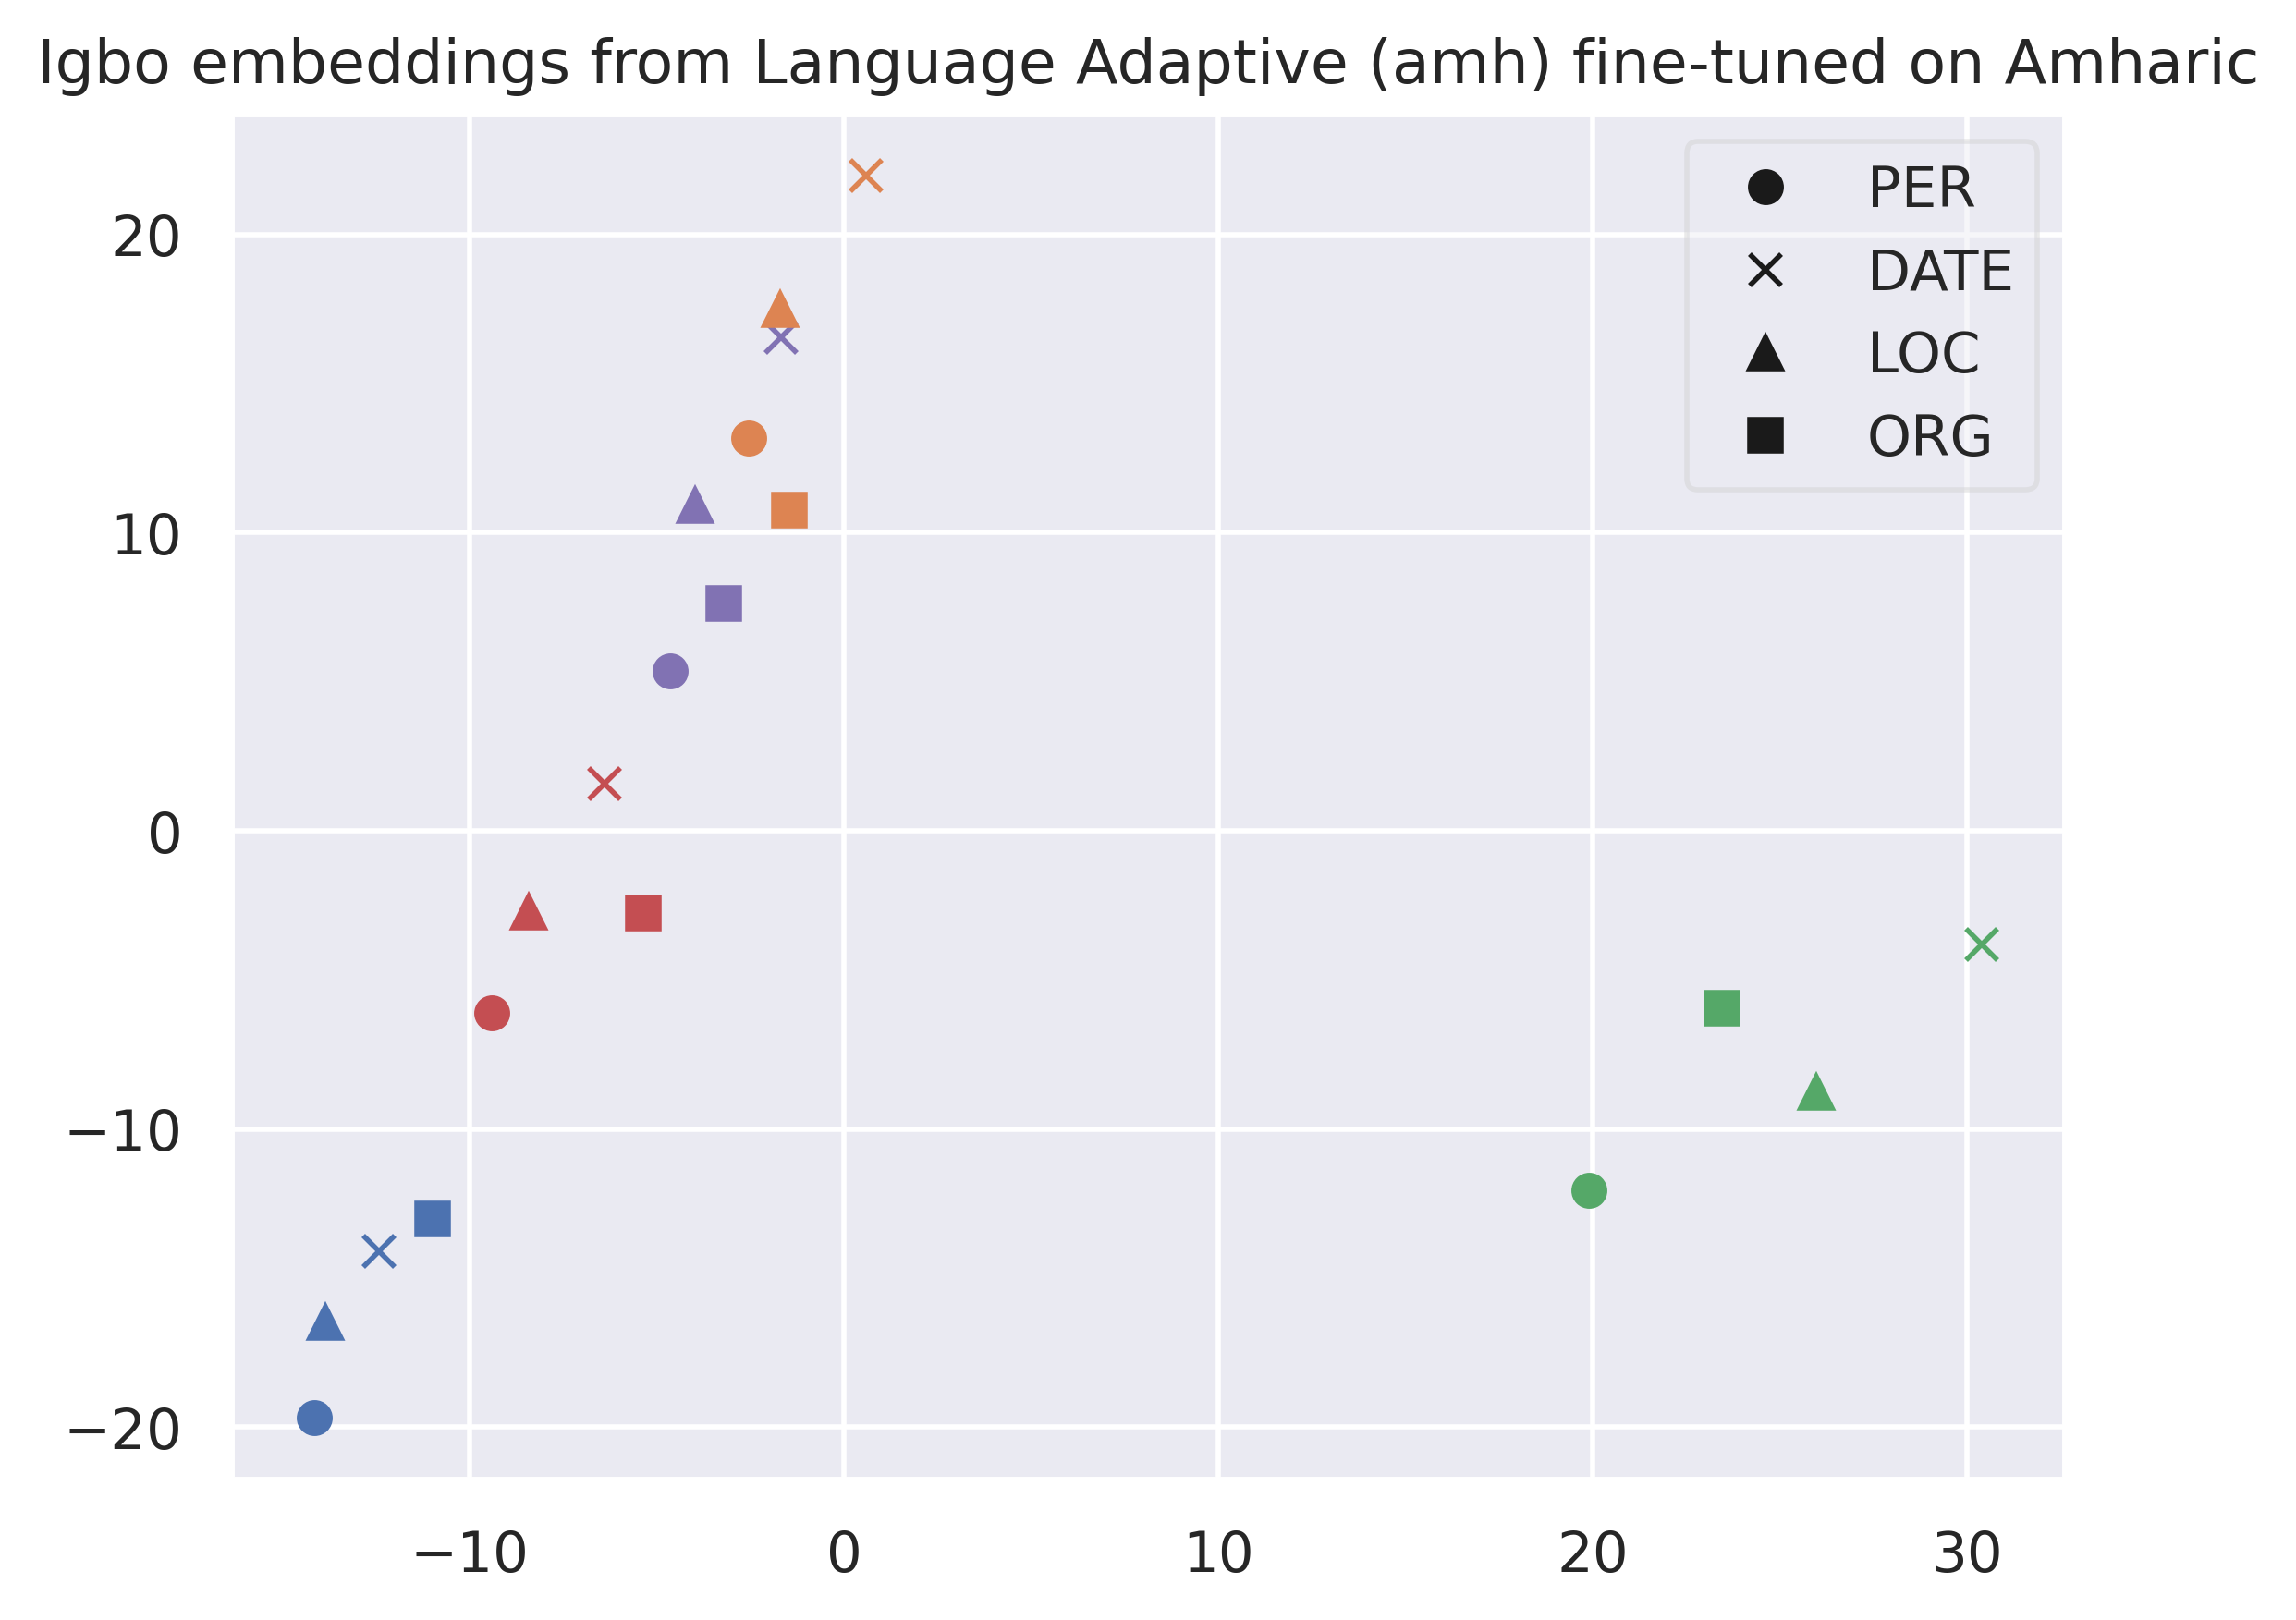 Igbo embeddings from Language Adaptive (amh) fine-tuned on Amharic
PER
DATE
LOC
ORG
20
10
0
−10
−20
−10 0 10 20 30